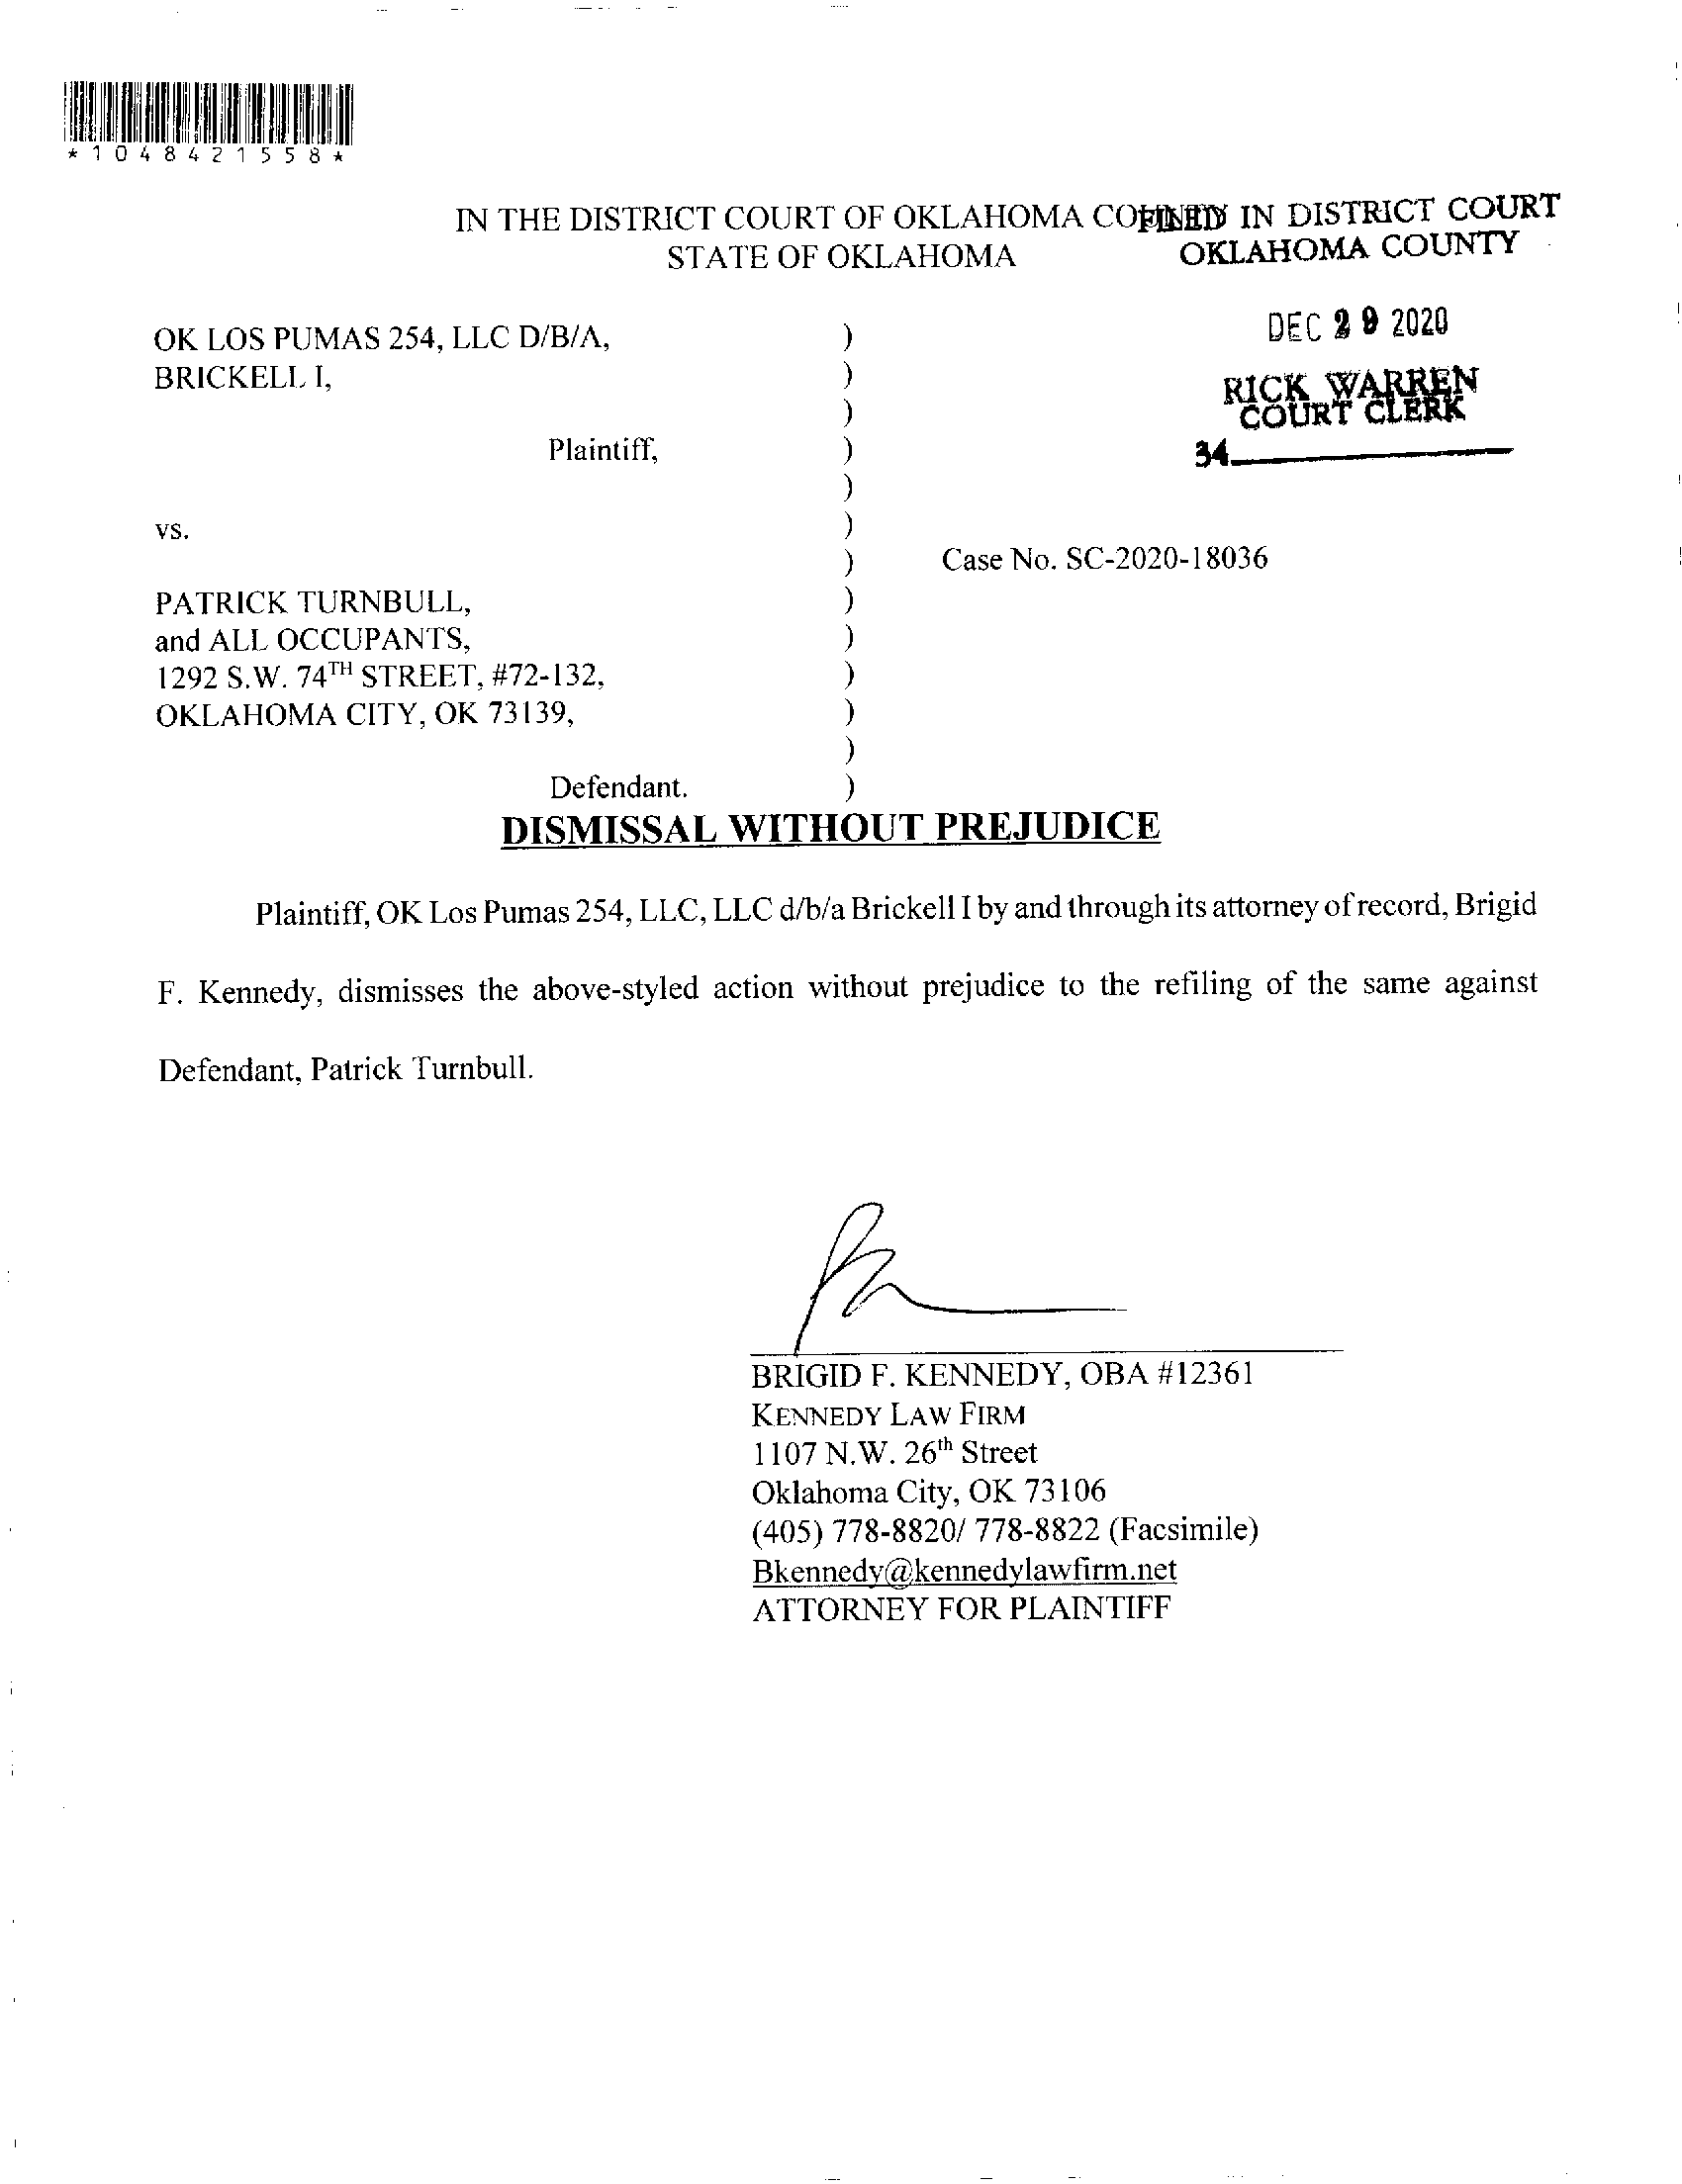 *1048421558*
IN THE DISTRICT COURT OF OKLAHOMA COUNTY
STATE OF OKLAHOMA
FILED IN DISTRICT COURT
OKLAHOMA COUNTY
DEC 29 2020
RICK WARREN
COURT CLERK
34
OK LOS PUMAS 254, LLC D/B/A, )
BRICKELL I, )
)
Plaintiff, )
)
vs. )
) Case No. SC-2020-18036
PATRICK TURNBULL, )
and ALL OCCUPANTS, )
1292 S.W. 74TH STREET, #72-132, )
OKLAHOMA CITY, OK 73139, )
)
Defendant. )
DISMISSAL WITHOUT PREJUDICE
Plaintiff, OK Los Pumas 254, LLC, LLC d/b/a Brickell I by and through its attorney of record, Brigid
F. Kennedy, dismisses the above-styled action without prejudice to the refiling of the same against
Defendant, Patrick Turnbull.
BRIGID F. KENNEDY, OBA #12361
KENNEDY LAW FIRM
1107 N.W. 26th Street
Oklahoma City, OK 73106
(405) 778-8820/ 778-8822 (Facsimile)
Bkennedy@kennedylawfirm.net
ATTORNEY FOR PLAINTIFF